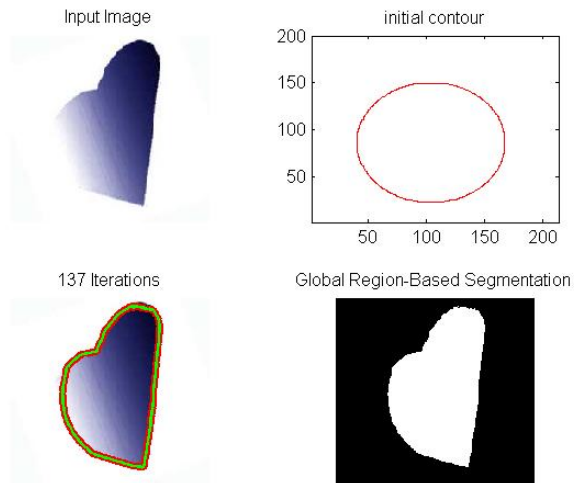 Input Image
initial contour
200
150
100
50
50
100
150
200
137 Iterations
Global Region-Based Segmentation